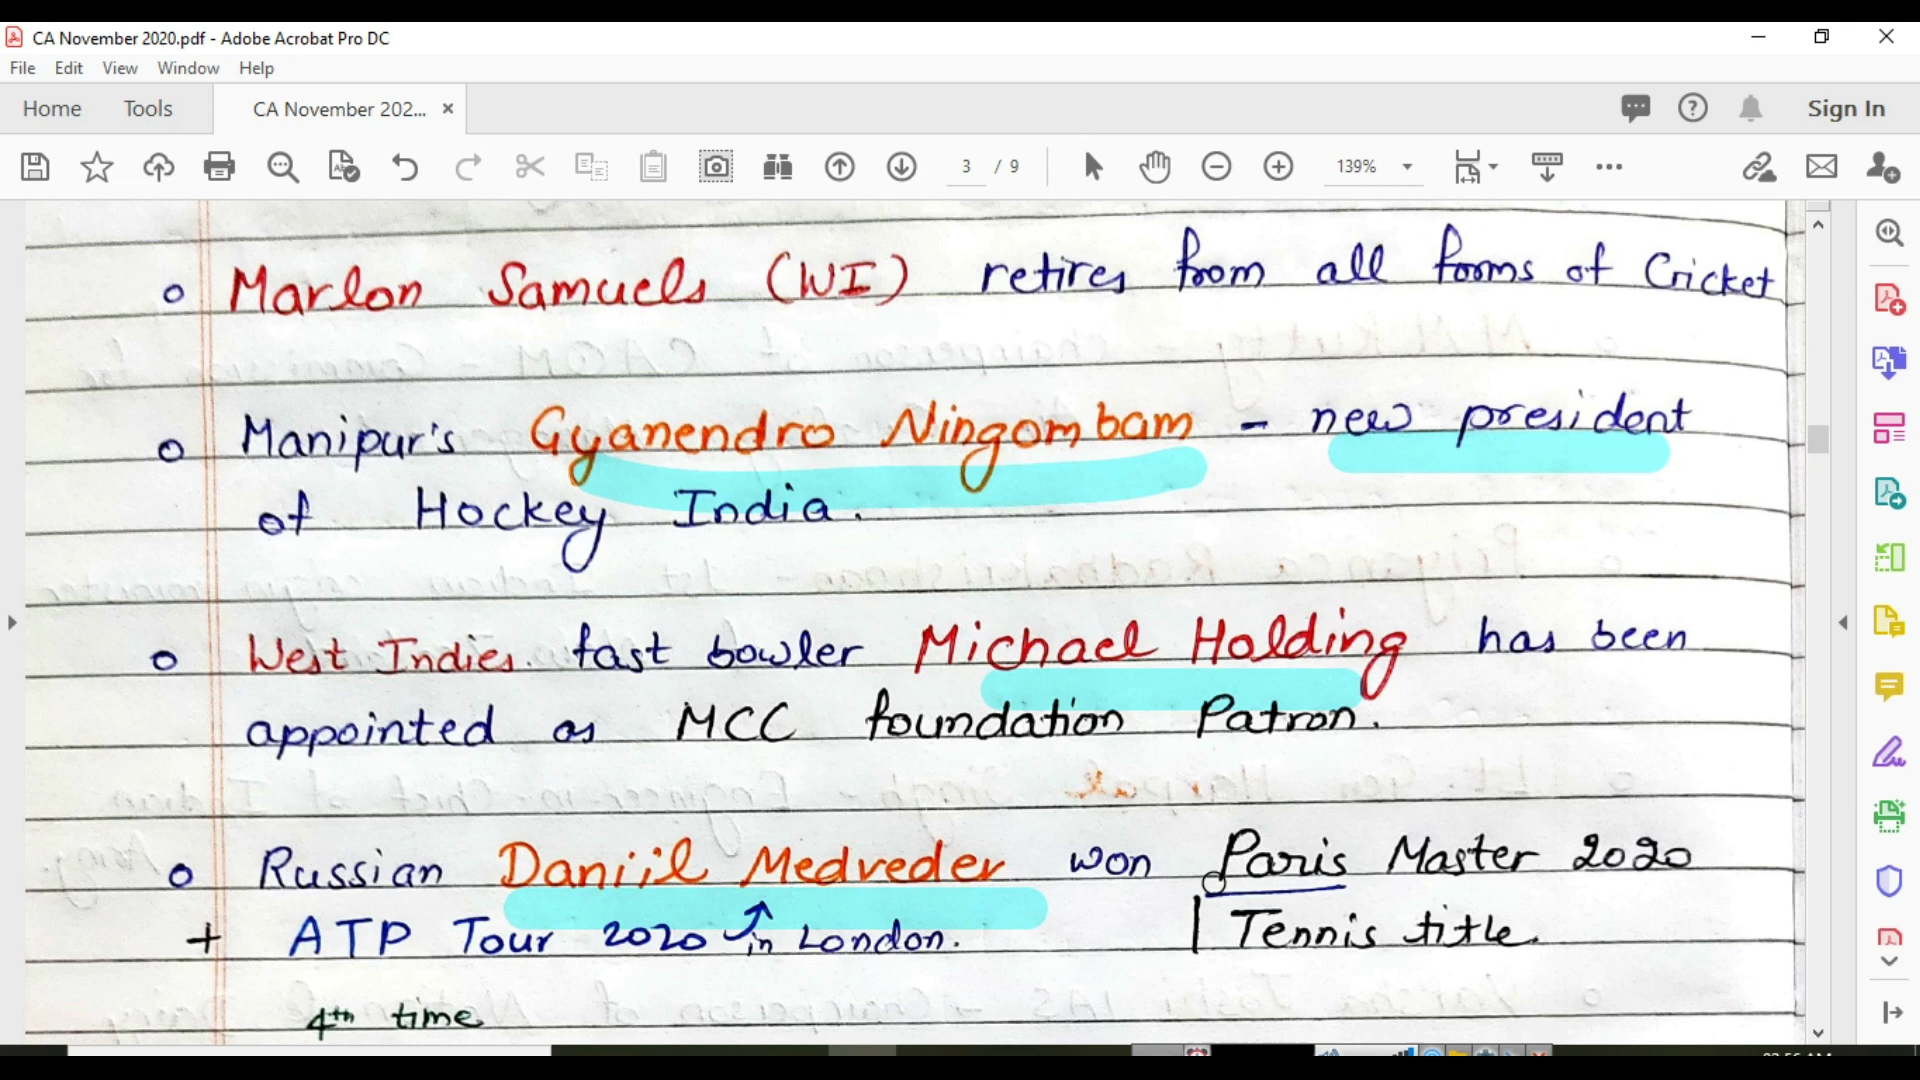 CA November 2020.pdf - Adobe Acrobat Pro DC
File Edit View Window Help
Home Tools CA November 202... × Sign In
3 / 9 139%
Marlon Samuels (WI) retires from all forms of Cricket
Manipur's Gyanendro Ningombam - new president
of Hockey India.
West Indies fast bowler Michael Holding has been
appointed as MCC foundation Patron.
Russian Daniil Medveder won Paris Master 2020
+ ATP Tour 2020 in London. Tennis title.
4th time